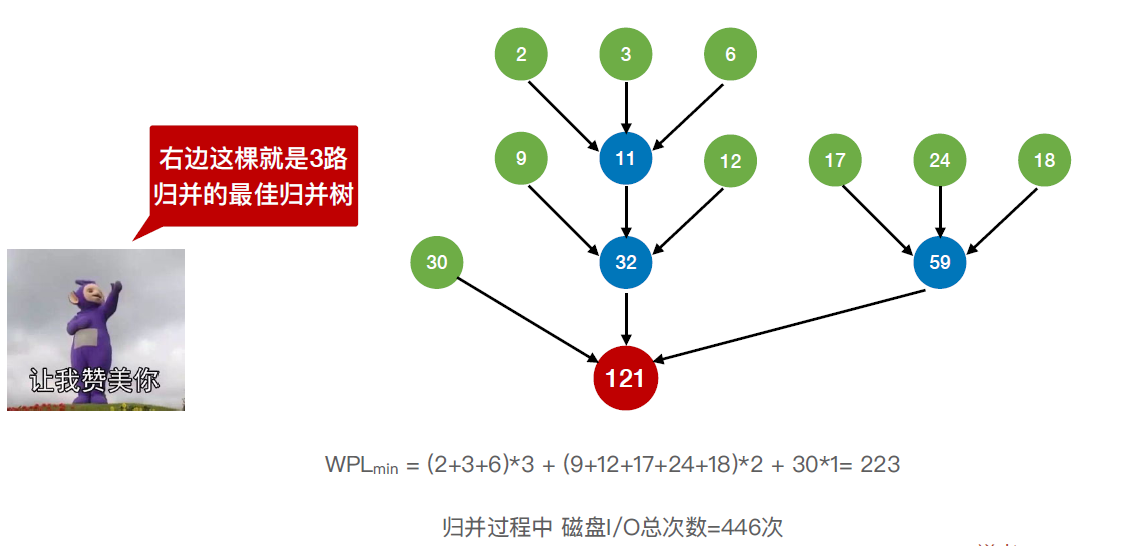 2 3 6
右边这棵就是3路
归并的最佳归并树
9 11 12 17 24 18
30 32 59
让我赞美你
121
WPLmin = (2+3+6)*3 + (9+12+17+24+18)*2 + 30*1= 223
归并过程中 磁盘I/O总次数=446次